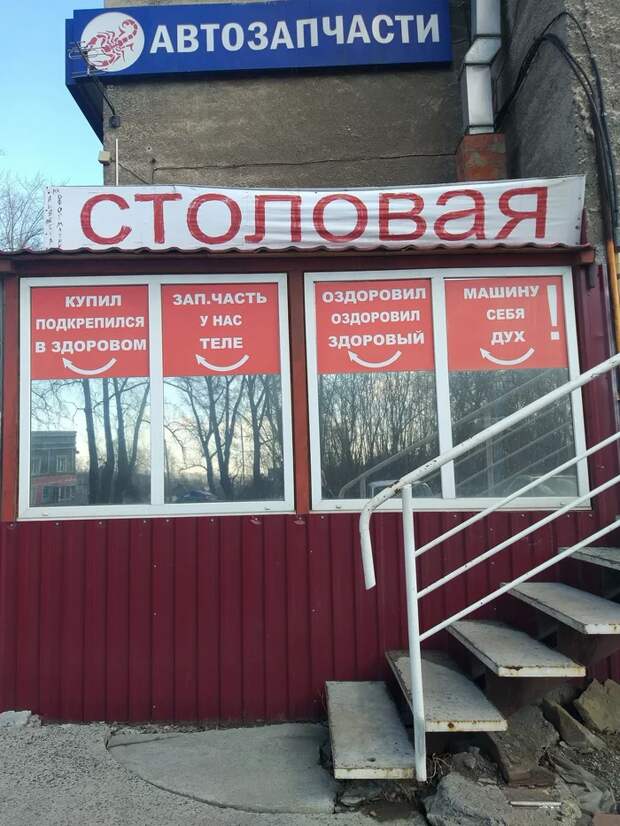 АВТОЗАПЧАСТИ
СТОЛОВАЯ
КУПИЛ ЗАП.ЧАСТЬ ОЗДОРОВИЛ МАШИНУ
ПОДКРЕПИЛСЯ У НАС ОЗДОРОВИЛ СЕБЯ
В ЗДОРОВОМ ТЕЛЕ ЗДОРОВЫЙ ДУХ !